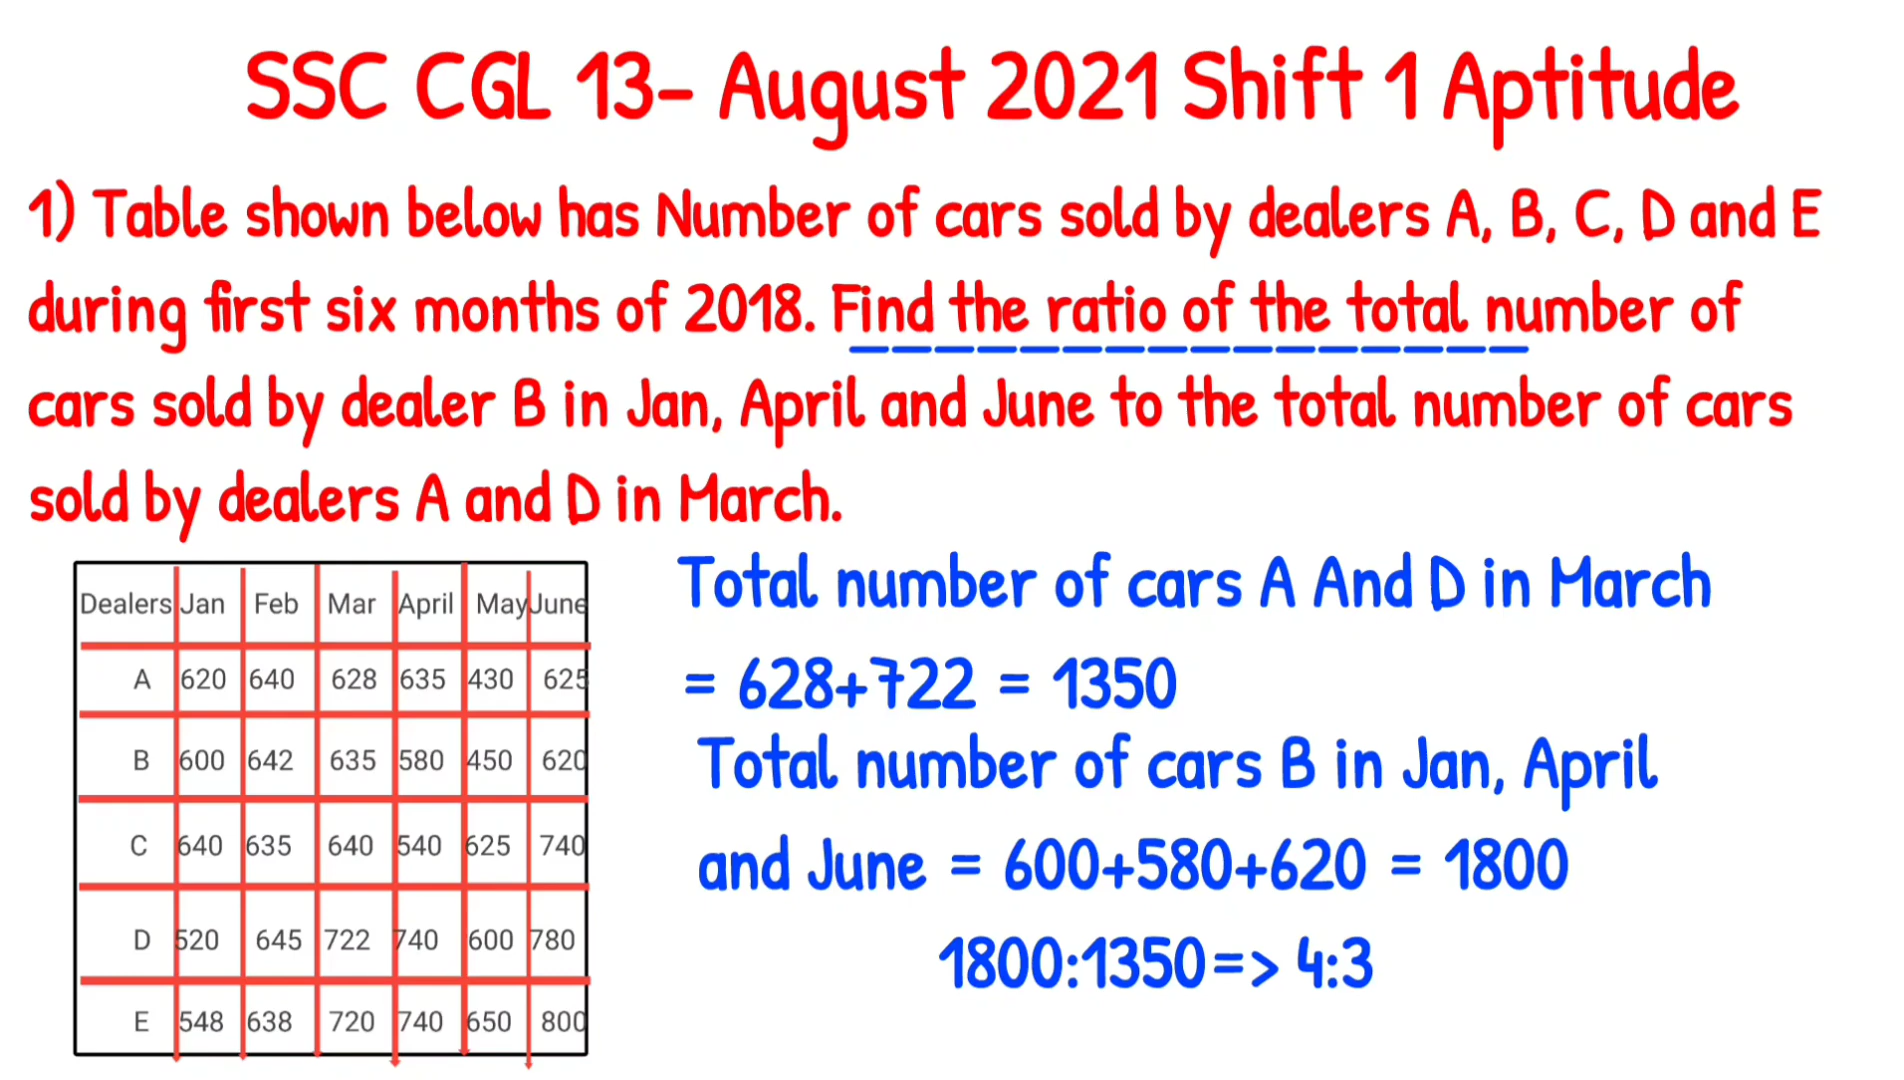 SSC CGL 13- August 2021 Shift 1 Aptitude
1) Table shown below has Number of cars sold by dealers A, B, C, D and E
during first six months of 2018. Find the ratio of the total number of
cars sold by dealer B in Jan, April and June to the total number of cars
sold by dealers A and D in March.
Dealers Jan Feb Mar April May June
A 620 640 628 635 430 625
B 600 642 635 580 450 620
C 640 635 640 540 625 740
D 520 645 722 740 600 780
E 548 638 720 740 650 800
Total number of cars A And D in March
= 628+722 = 1350
Total number of cars B in Jan, April
and June = 600+580+620 = 1800
1800:1350=> 4:3